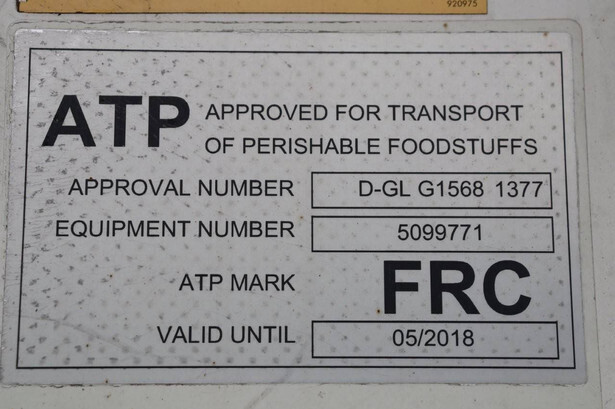 920975
ATP APPROVED FOR TRANSPORT
OF PERISHABLE FOODSTUFFS
APPROVAL NUMBER D-GL G1568 1377
EQUIPMENT NUMBER 5099771
ATP MARK FRC
VALID UNTIL 05/2018